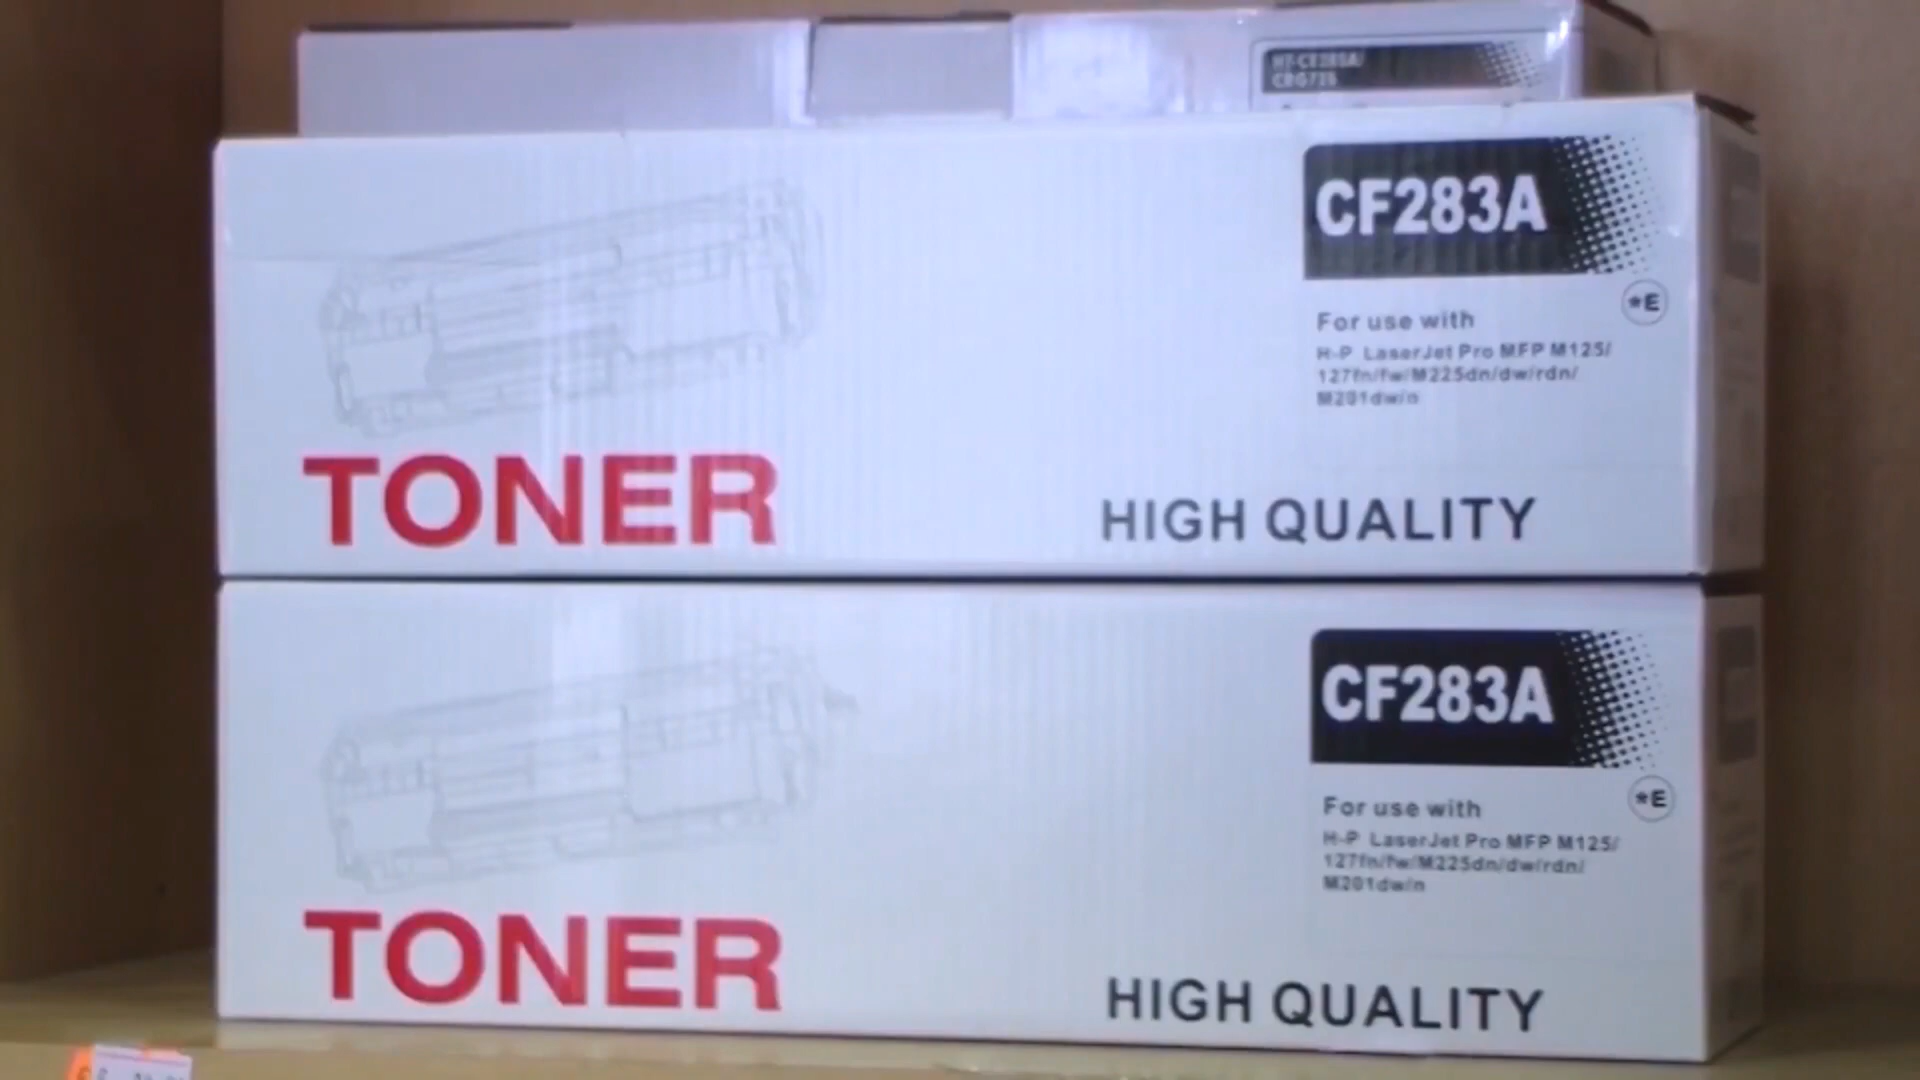 CF283A
*E
For use with
H-P LaserJet Pro MFP M125/
127fn/fw/M225dn/dw/rdn/
M201dw/n
TONER
HIGH QUALITY
CF283A
*E
For use with
H-P LaserJet Pro MFP M125/
127fn/fw/M225dn/dw/rdn/
M201dw/n
TONER
HIGH QUALITY